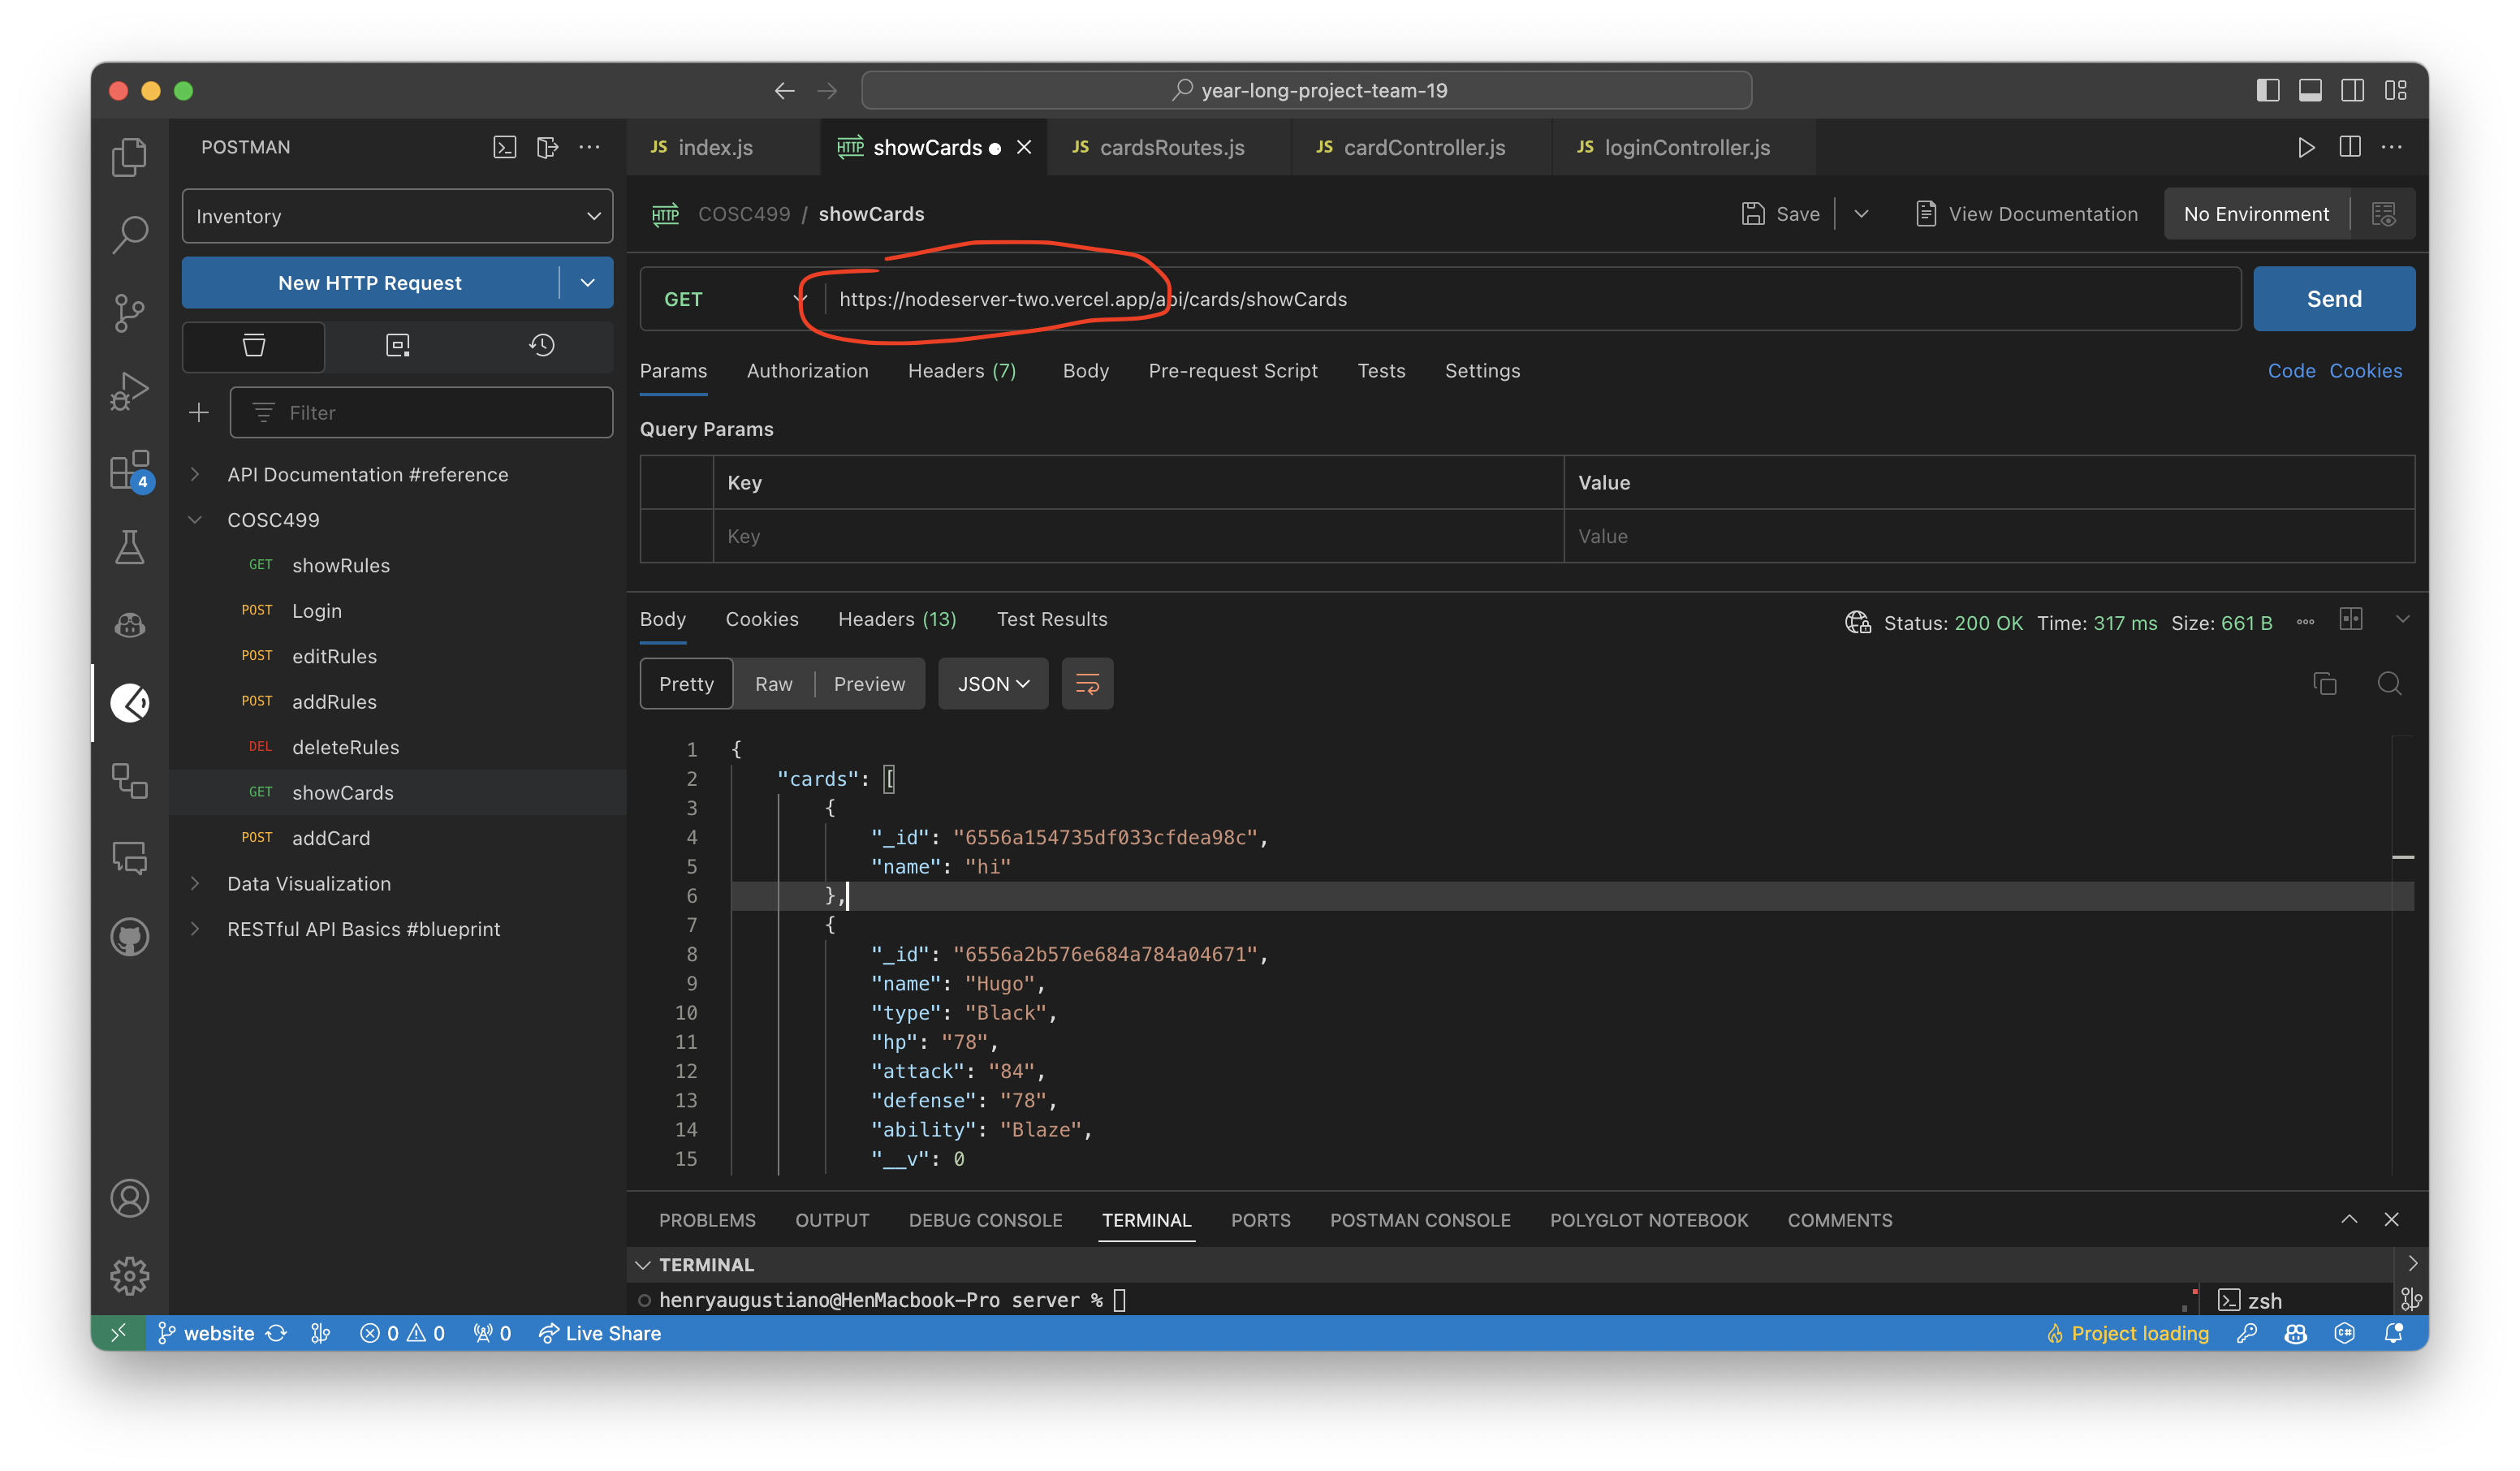 year-long-project-team-19
POSTMAN
JS index.js
HTTP showCards
JS cardsRoutes.js
JS cardController.js
JS loginController.js
Inventory
HTTP COSC499 / showCards
Save
View Documentation
No Environment
New HTTP Request
GET
https://nodeserver-two.vercel.app/api/cards/showCards
Send
Params
Authorization
Headers (7)
Body
Pre-request Script
Tests
Settings
Code
Cookies
Filter
Query Params
Key
Value
Key
Value
4
API Documentation #reference
COSC499
GET showRules
POST Login
POST editRules
POST addRules
DEL deleteRules
GET showCards
POST addCard
Data Visualization
RESTful API Basics #blueprint
Body
Cookies
Headers (13)
Test Results
Status: 200 OK Time: 317 ms Size: 661 B
Pretty
Raw
Preview
JSON
1 {
2 "cards": [
3 {
4 "_id": "6556a154735df033cfdea98c",
5 "name": "hi"
6 },
7 {
8 "_id": "6556a2b576e684a784a04671",
9 "name": "Hugo",
10 "type": "Black",
11 "hp": "78",
12 "attack": "84",
13 "defense": "78",
14 "ability": "Blaze",
15 "__v": 0
PROBLEMS
OUTPUT
DEBUG CONSOLE
TERMINAL
PORTS
POSTMAN CONSOLE
POLYGLOT NOTEBOOK
COMMENTS
TERMINAL
henryaugustiano@HenMacbook-Pro server %
zsh
website
0
0
0
Live Share
Project loading
C#